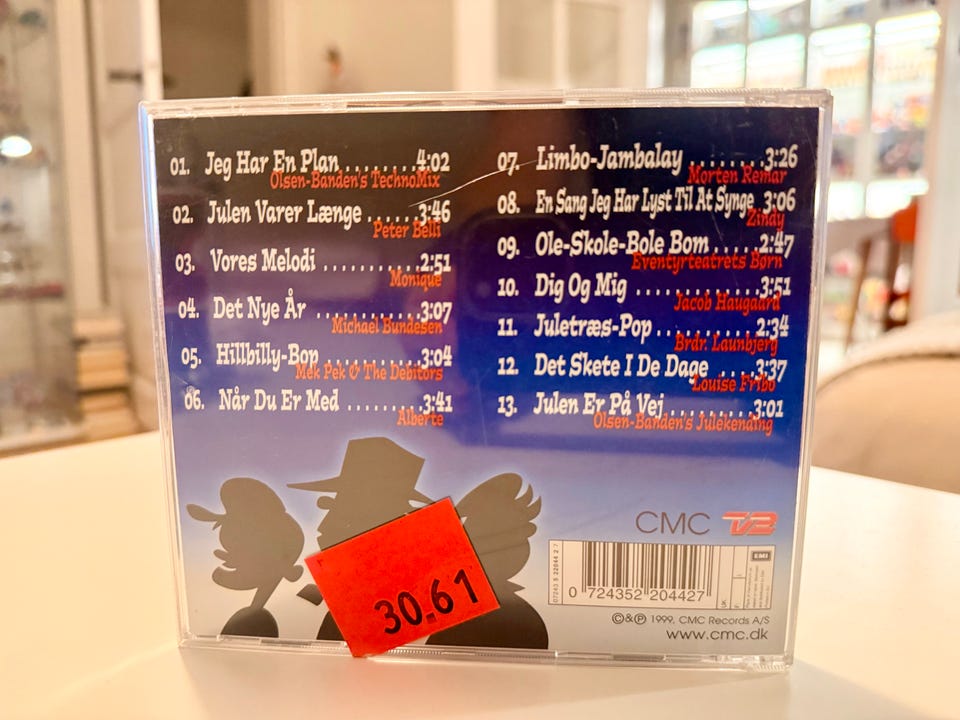 01. Jeg Har En Plan........4:02
Olsen-Banden's TechnoMix
02. Julen Varer Længe ......3:46
Peter Belli
03. Vores Melodi ............2:51
Monique
04. Det Nye År ............3:07
Michael Bundesen
05. Hillbilly-Bop ............3:04
Mek Pek & The Debitors
06. Når Du Er Med .........3:41
Alberte
07. Limbo-Jambalay ........3:26
Morten Remar
08. En Sang Jeg Har Lyst Til At Synge 3:06
Zindy
09. Ole-Skole-Bole Bom .....2:47
Eventyrteatrets Børn
10. Dig Og Mig ..............3:51
Jacob Haugaard
11. Juletræs-Pop ...........2:34
Brdr. Launbjerg
12. Det Skete I De Dage ....3:37
Louise Fribo
13. Julen Er På Vej .........3:01
Olsen-Banden's Julekending
30.61
CMC TV2
EMI
0 724352 204427
©&℗ 1999, CMC Records A/S
www.cmc.dk